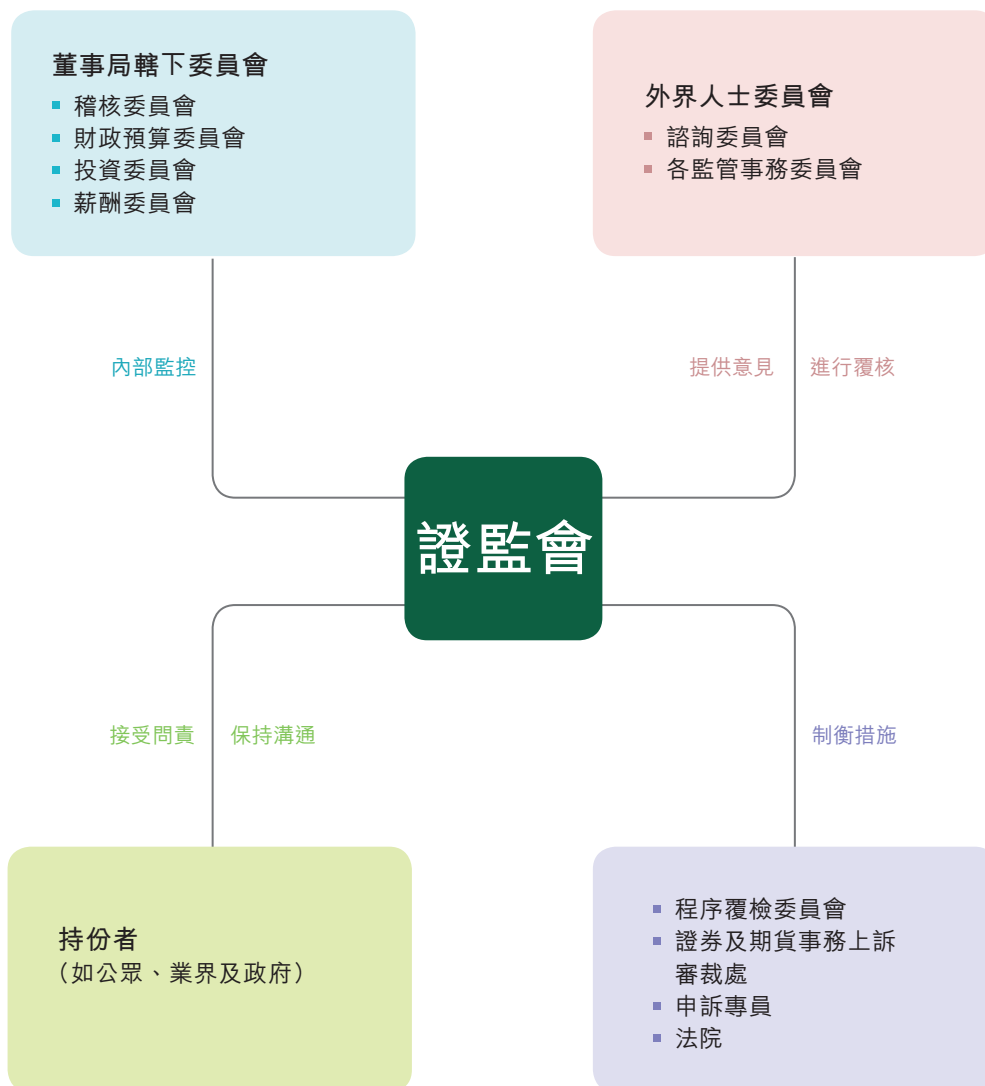 董事局轄下委員會
稽核委員會
財政預算委員會
投資委員會
薪酬委員會
外界人士委員會
諮詢委員會
各監管事務委員會
內部監控
提供意見
進行覆核
證監會
接受問責
保持溝通
制衡措施
持份者
（如公眾、業界及政府）
程序覆檢委員會
證券及期貨事務上訴
審裁處
申訴專員
法院